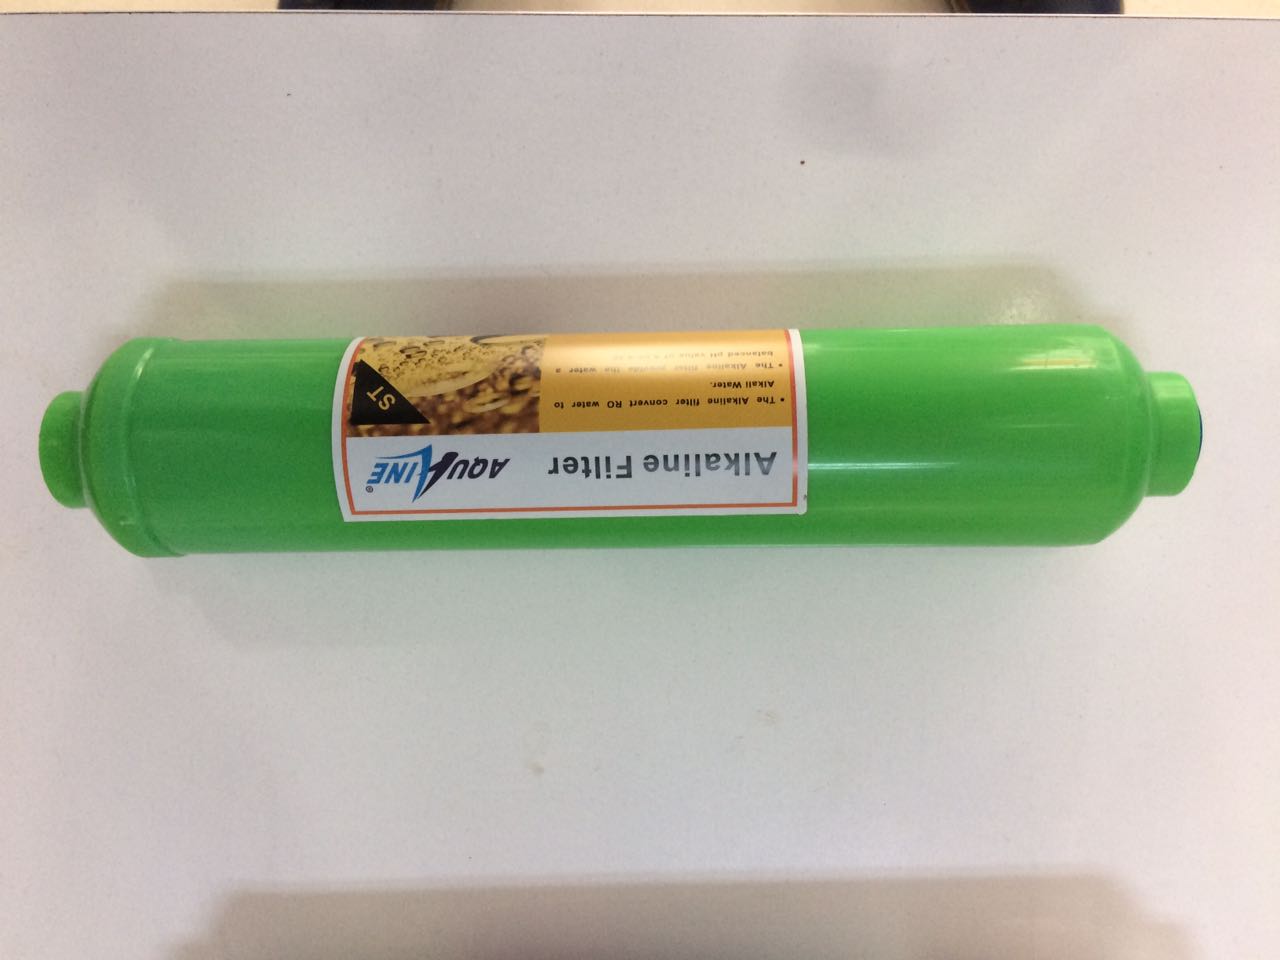 Alkaline Filter
AQUALINE®
• The Alkaline filter convert RO water to
Alkali Water.
• The Alkaline filter provide the water a
balanced pH value of
ST